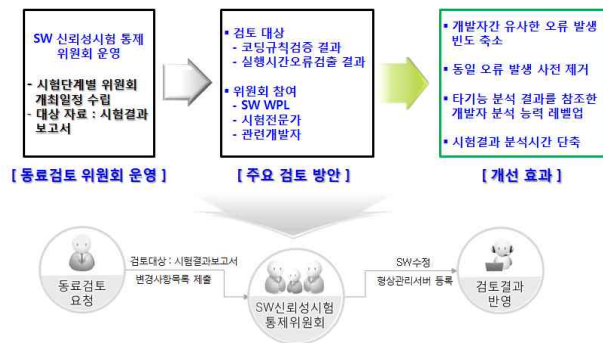 SW 신뢰성시험 통제
위원회 운영
- 시험단계별 위원회
개최일정 수립
- 대상 자료 : 시험결과
보고서
[ 동료검토 위원회 운영 ]
▪ 검토 대상
- 코딩규칙검증 결과
- 실행시간오류검출 결과
▪ 위원회 참여
- SW WPL
- 시험전문가
- 관련개발자
[ 주요 검토 방안 ]
▪ 개발자간 유사한 오류 발생
빈도 축소
▪ 동일 오류 발생 사전 제거
▪ 타기능 분석 결과를 참조한
개발자 분석 능력 레벨업
▪ 시험결과 분석시간 단축
[ 개선 효과 ]
동료검토
요청
검토대상 : 시험결과보고서
변경사항목록 제출
SW신뢰성시험
통제위원회
SW수정
형상관리서버 등록
검토결과
반영